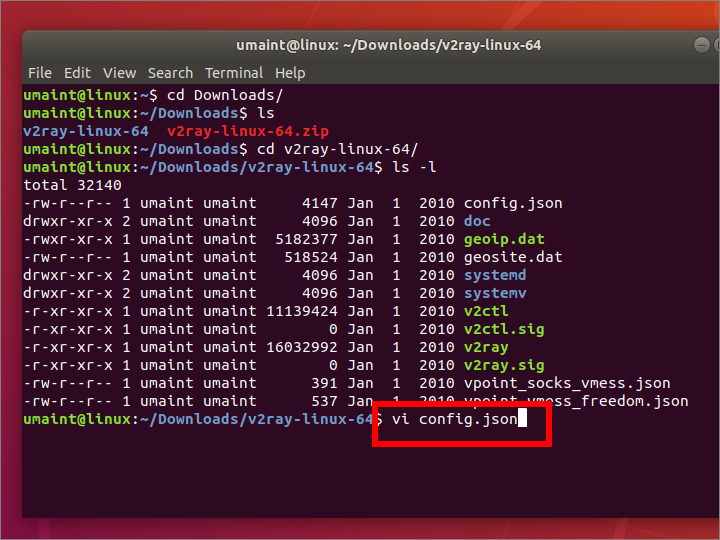 umaint@linux: ~/Downloads/v2ray-linux-64
File Edit View Search Terminal Help
umaint@linux:~$ cd Downloads/
umaint@linux:~/Downloads$ ls
v2ray-linux-64  v2ray-linux-64.zip
umaint@linux:~/Downloads$ cd v2ray-linux-64/
umaint@linux:~/Downloads/v2ray-linux-64$ ls -l
total 32140
-rw-r--r-- 1 umaint umaint     4147 Jan  1  2010 config.json
drwxr-xr-x 2 umaint umaint     4096 Jan  1  2010 doc
-rwxr-xr-x 1 umaint umaint  5182377 Jan  1  2010 geoip.dat
-rw-r--r-- 1 umaint umaint   518524 Jan  1  2010 geosite.dat
drwxr-xr-x 2 umaint umaint     4096 Jan  1  2010 systemd
drwxr-xr-x 2 umaint umaint     4096 Jan  1  2010 systemv
-r-xr-xr-x 1 umaint umaint 11139424 Jan  1  2010 v2ctl
-r-xr-xr-x 1 umaint umaint        0 Jan  1  2010 v2ctl.sig
-r-xr-xr-x 1 umaint umaint 16032992 Jan  1  2010 v2ray
-r-xr-xr-x 1 umaint umaint        0 Jan  1  2010 v2ray.sig
-rw-r--r-- 1 umaint umaint      391 Jan  1  2010 vpoint_socks_vmess.json
-rw-r--r-- 1 umaint umaint      537 Jan  1  2010 vpoint_vmess_freedom.json
umaint@linux:~/Downloads/v2ray-linux-64$ vi config.json